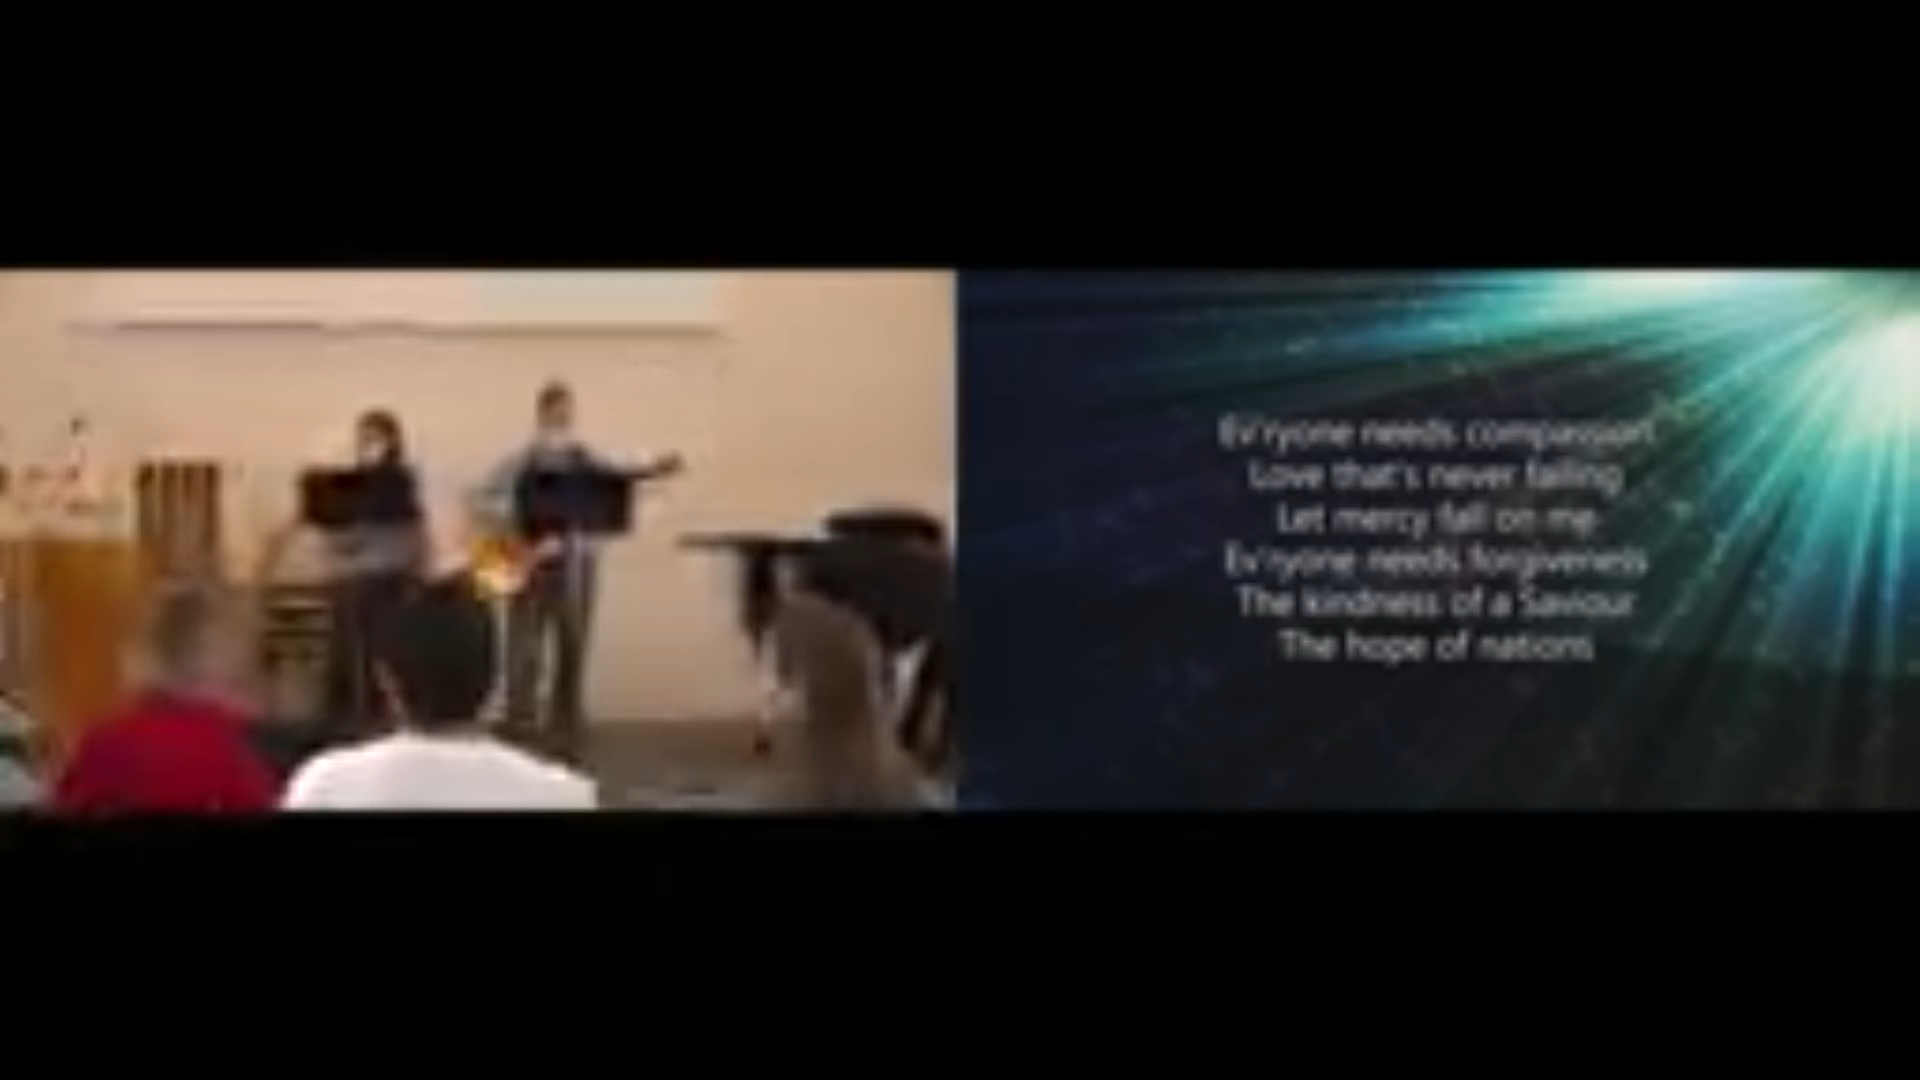 Ev'ryone needs compassion
Love that's never failing
Let mercy fall on me
Ev'ryone needs forgiveness
The kindness of a Saviour
The hope of nations